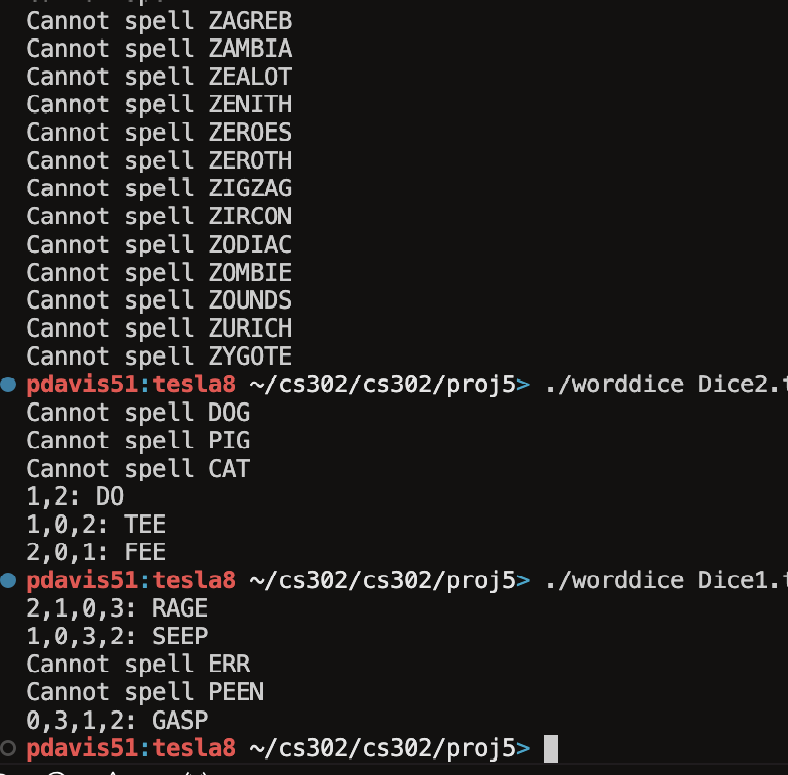 Cannot spell ZAGREB
Cannot spell ZAMBIA
Cannot spell ZEALOT
Cannot spell ZENITH
Cannot spell ZEROES
Cannot spell ZEROTH
Cannot spell ZIGZAG
Cannot spell ZIRCON
Cannot spell ZODIAC
Cannot spell ZOMBIE
Cannot spell ZOUNDS
Cannot spell ZURICH
Cannot spell ZYGOTE
pdavis51:tesla8 ~/cs302/cs302/proj5> ./worddice Dice2.t
Cannot spell DOG
Cannot spell PIG
Cannot spell CAT
1,2: DO
1,0,2: TEE
2,0,1: FEE
pdavis51:tesla8 ~/cs302/cs302/proj5> ./worddice Dice1.t
2,1,0,3: RAGE
1,0,3,2: SEEP
Cannot spell ERR
Cannot spell PEEN
0,3,1,2: GASP
pdavis51:tesla8 ~/cs302/cs302/proj5>